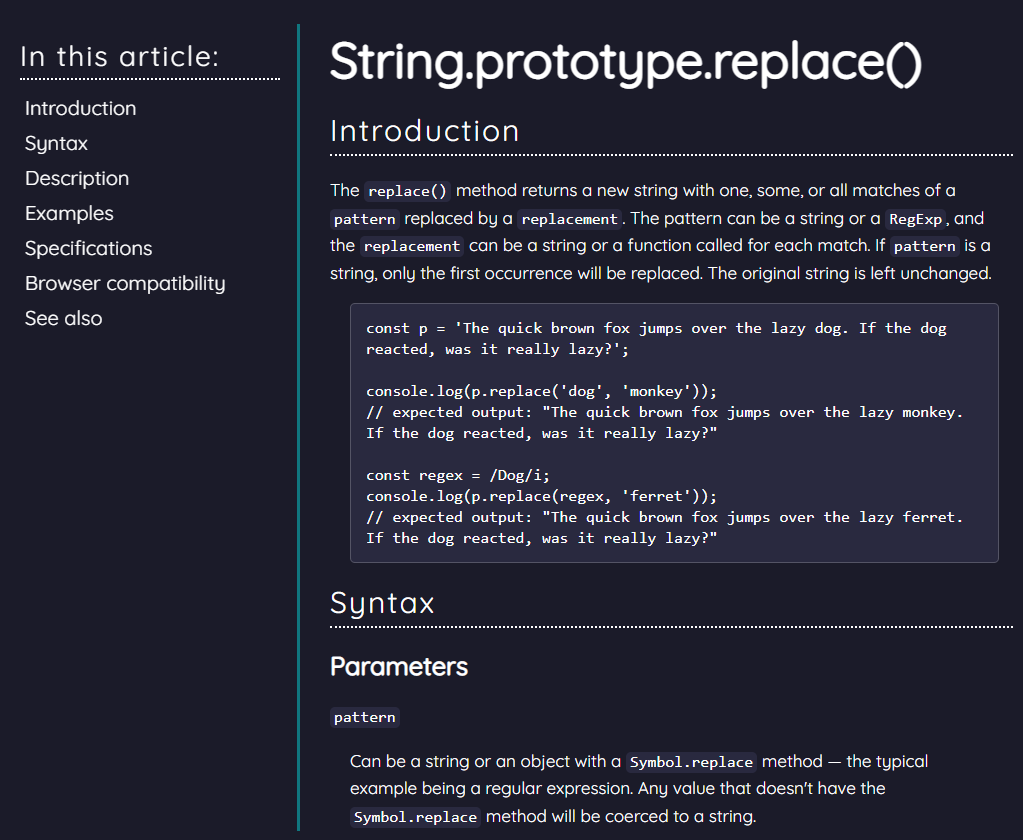 In this article:
Introduction
Syntax
Description
Examples
Specifications
Browser compatibility
See also
String.prototype.replace()
Introduction
The replace() method returns a new string with one, some, or all matches of a
pattern replaced by a replacement. The pattern can be a string or a RegExp, and
the replacement can be a string or a function called for each match. If pattern is a
string, only the first occurrence will be replaced. The original string is left unchanged.
const p = 'The quick brown fox jumps over the lazy dog. If the dog
reacted, was it really lazy?';
console.log(p.replace('dog', 'monkey'));
// expected output: "The quick brown fox jumps over the lazy monkey.
If the dog reacted, was it really lazy?"
const regex = /Dog/i;
console.log(p.replace(regex, 'ferret'));
// expected output: "The quick brown fox jumps over the lazy ferret.
If the dog reacted, was it really lazy?"
Syntax
Parameters
pattern
Can be a string or an object with a Symbol.replace method — the typical
example being a regular expression. Any value that doesn't have the
Symbol.replace method will be coerced to a string.